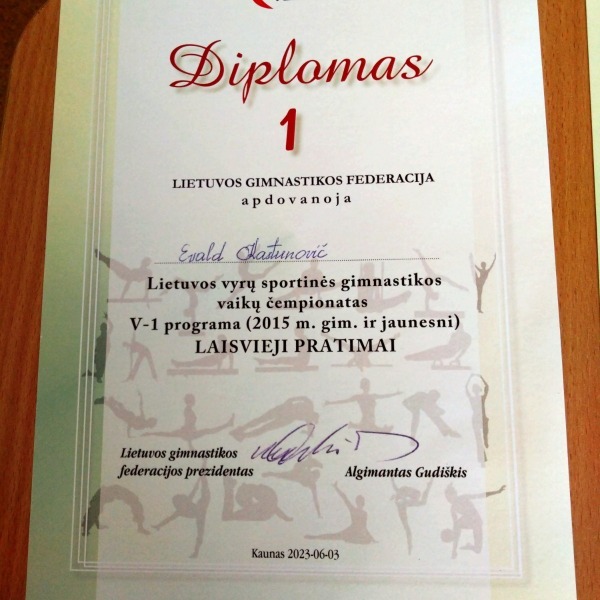 Diplomas
1
LIETUVOS GIMNASTIKOS FEDERACIJA
apdovanoja
Evald
Lietuvos vyrų sportinės gimnastikos
vaikų čempionatas
V-1 programa (2015 m. gim. ir jaunesni)
LAISVIEJI PRATIMAI
Lietuvos gimnastikos
federacijos prezidentas
Algimantas Gudiškis
Kaunas 2023-06-03